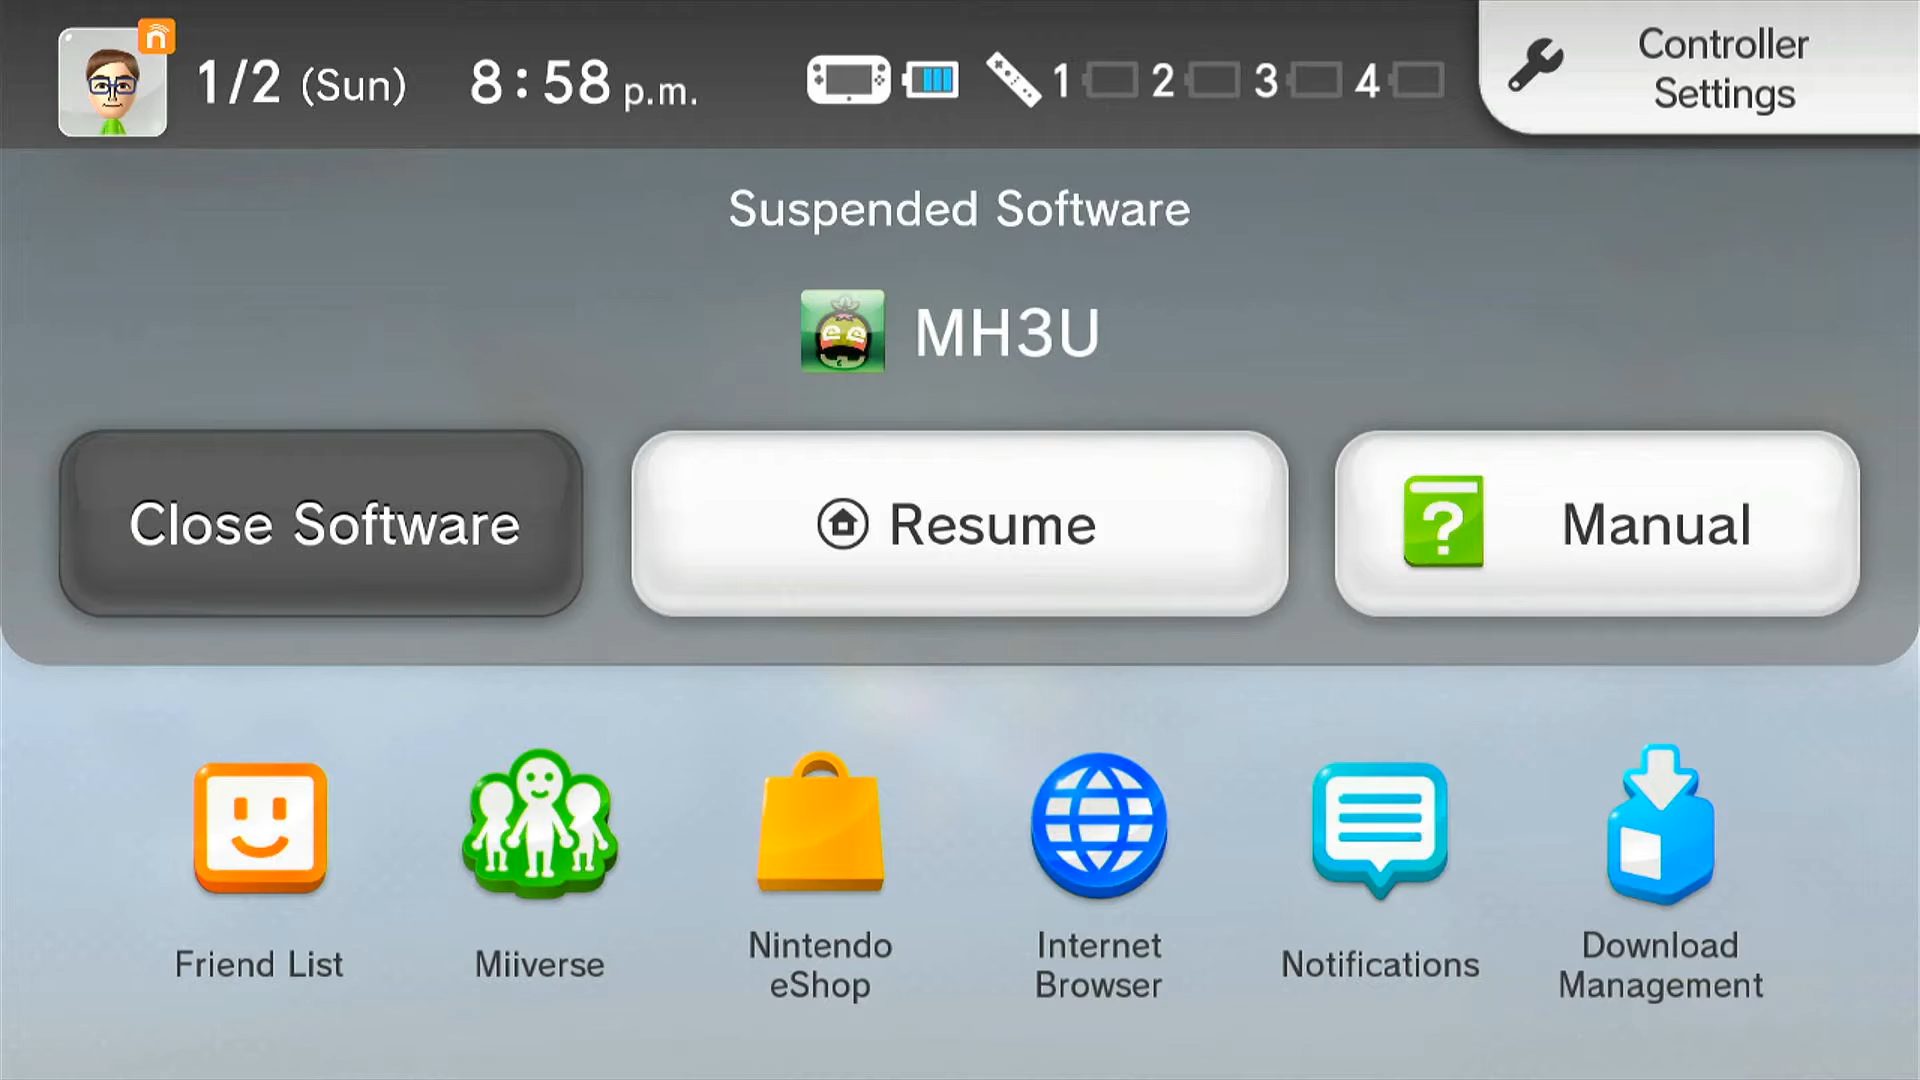 1/2 (Sun) 8:58 p.m. 1 2 3 4
Controller
Settings
Suspended Software
MH3U
Close Software
Resume
? Manual
Friend List
Miiverse
Nintendo
eShop
Internet
Browser
Notifications
Download
Management